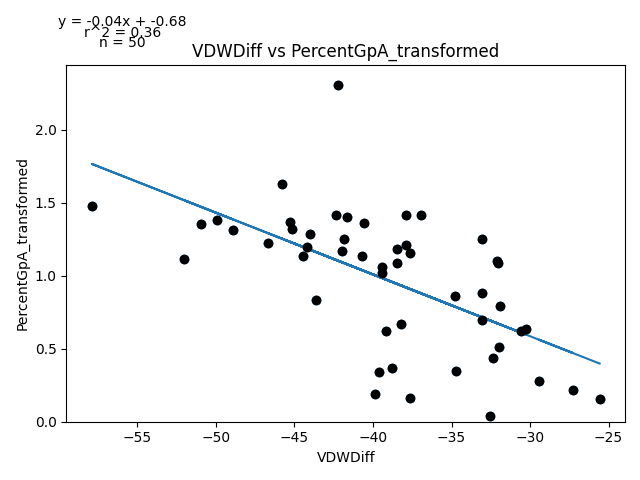 y = -0.04x + -0.68
r^2 = 0.36
n = 50
VDWDiff vs PercentGpA_transformed
PercentGpA_transformed
2.0
1.5
1.0
0.5
0.0
−55 −50 −45 −40 −35 −30 −25
VDWDiff